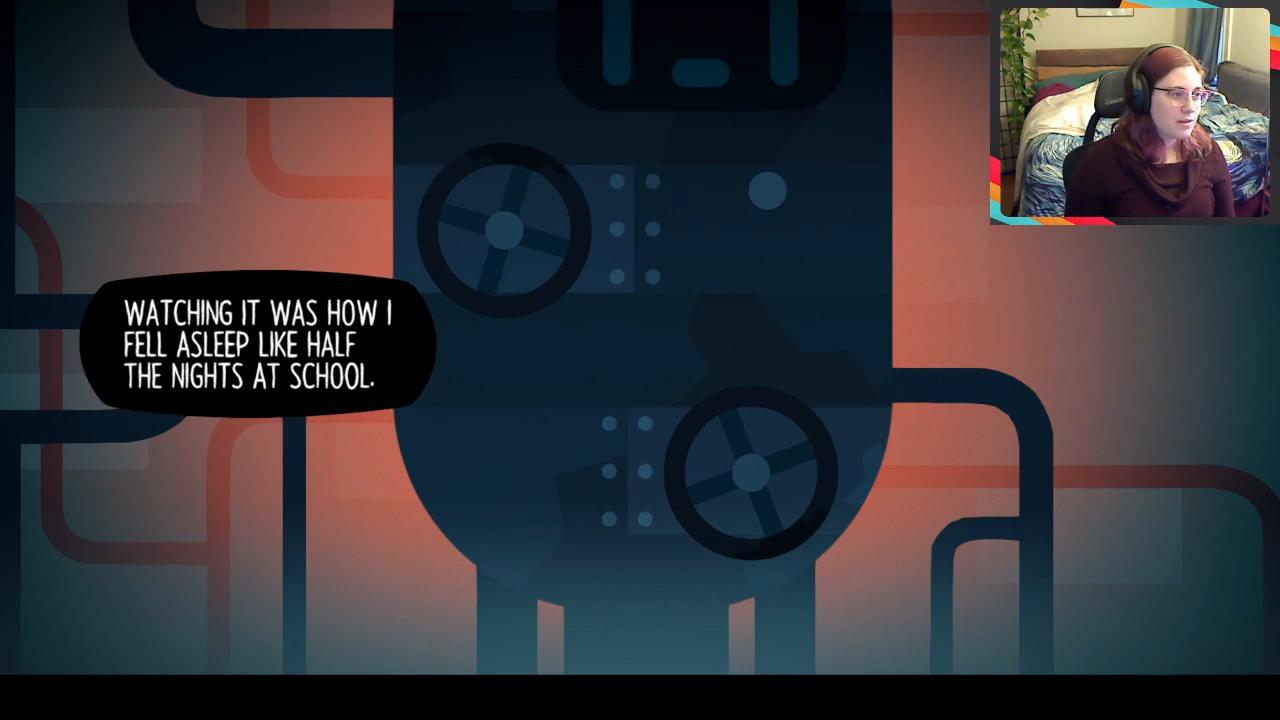 WATCHING IT WAS HOW I
FELL ASLEEP LIKE HALF
THE NIGHTS AT SCHOOL.